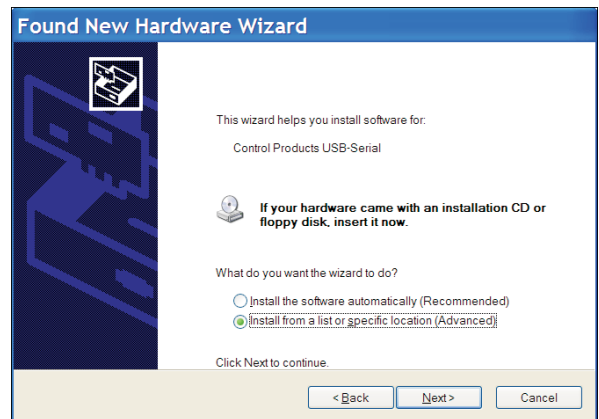 Found New Hardware Wizard
This wizard helps you install software for:
Control Products USB-Serial
If your hardware came with an installation CD or
floppy disk, insert it now.
What do you want the wizard to do?
Install the software automatically (Recommended)
Install from a list or specific location (Advanced)
Click Next to continue.
< Back Next > Cancel